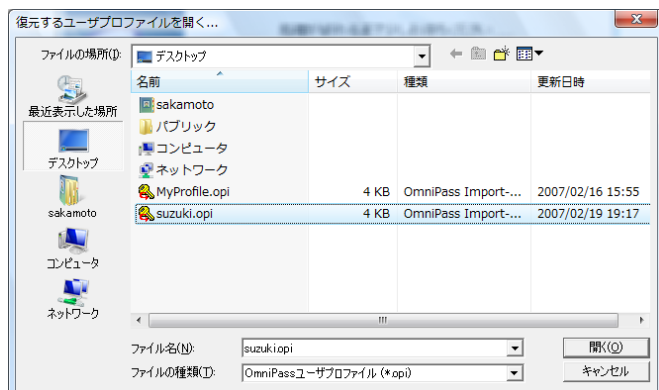 復元するユーザプロファイルを開く...
ファイルの場所(I):
デスクトップ
名前 サイズ 種類 更新日時
sakamoto
パブリック
コンピュータ
ネットワーク
MyProfile.opi 4 KB OmniPass Import-... 2007/02/16 15:55
suzuki.opi 4 KB OmniPass Import-... 2007/02/19 19:17
最近表示した場所
デスクトップ
sakamoto
コンピュータ
ネットワーク
ファイル名(N): suzuki.opi 開く(O)
ファイルの種類(T): OmniPassユーザプロファイル (*.opi) キャンセル